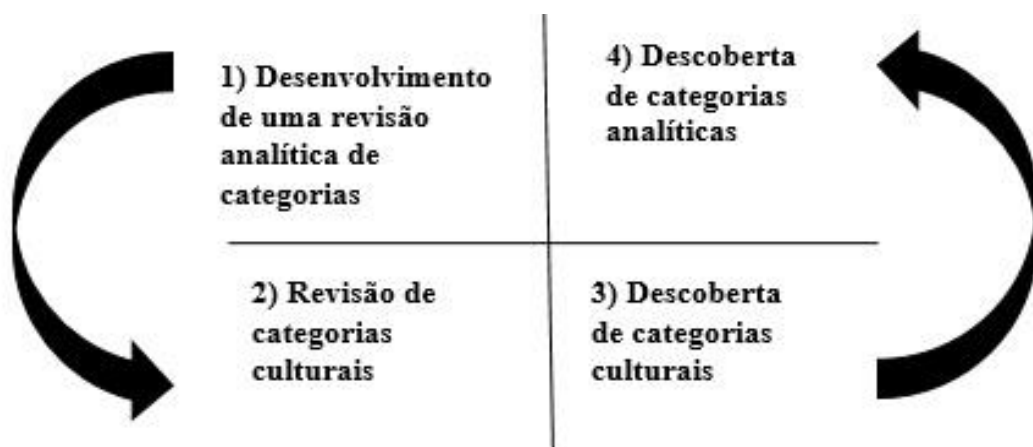 1) Desenvolvimento
de uma revisão
analítica de
categorias
4) Descoberta
de categorias
analíticas
2) Revisão de
categorias
culturais
3) Descoberta
de categorias
culturais